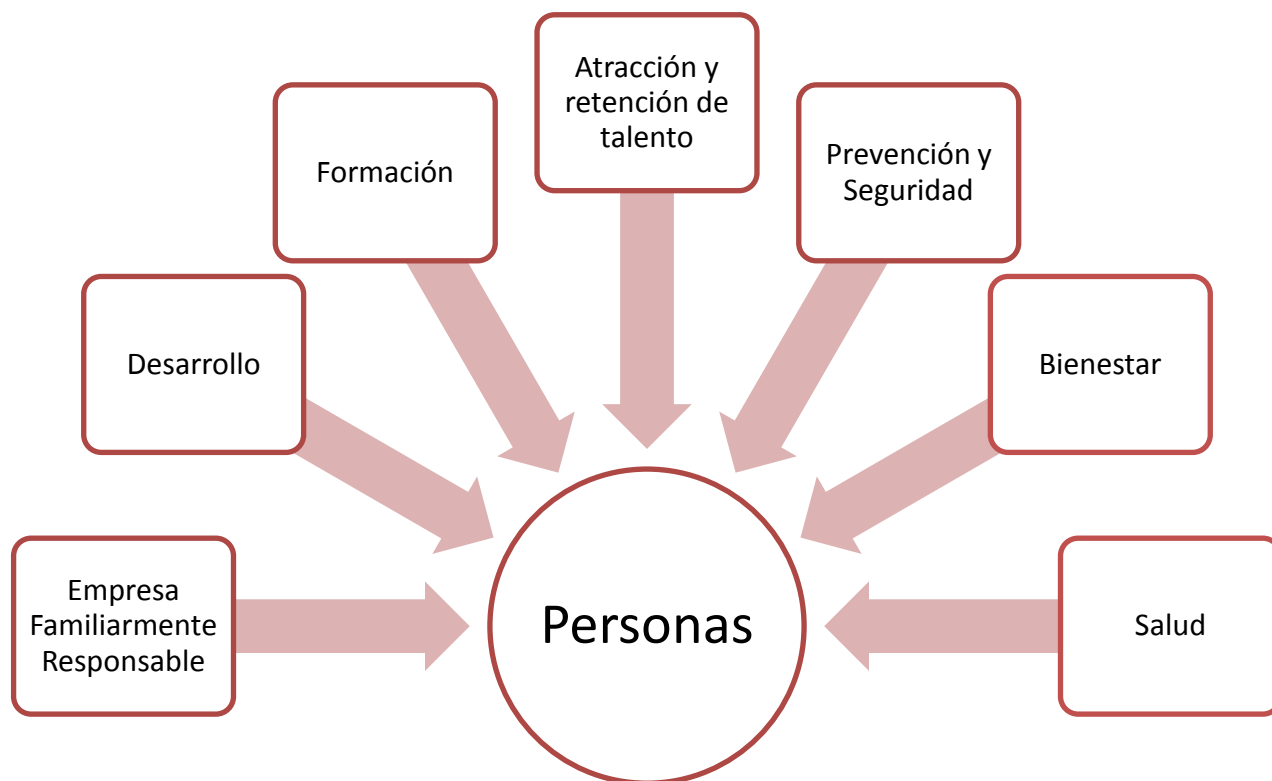 Atracción y
retención de
talento
Formación
Prevención y
Seguridad
Desarrollo
Bienestar
Empresa
Familiarmente
Responsable
Personas
Salud